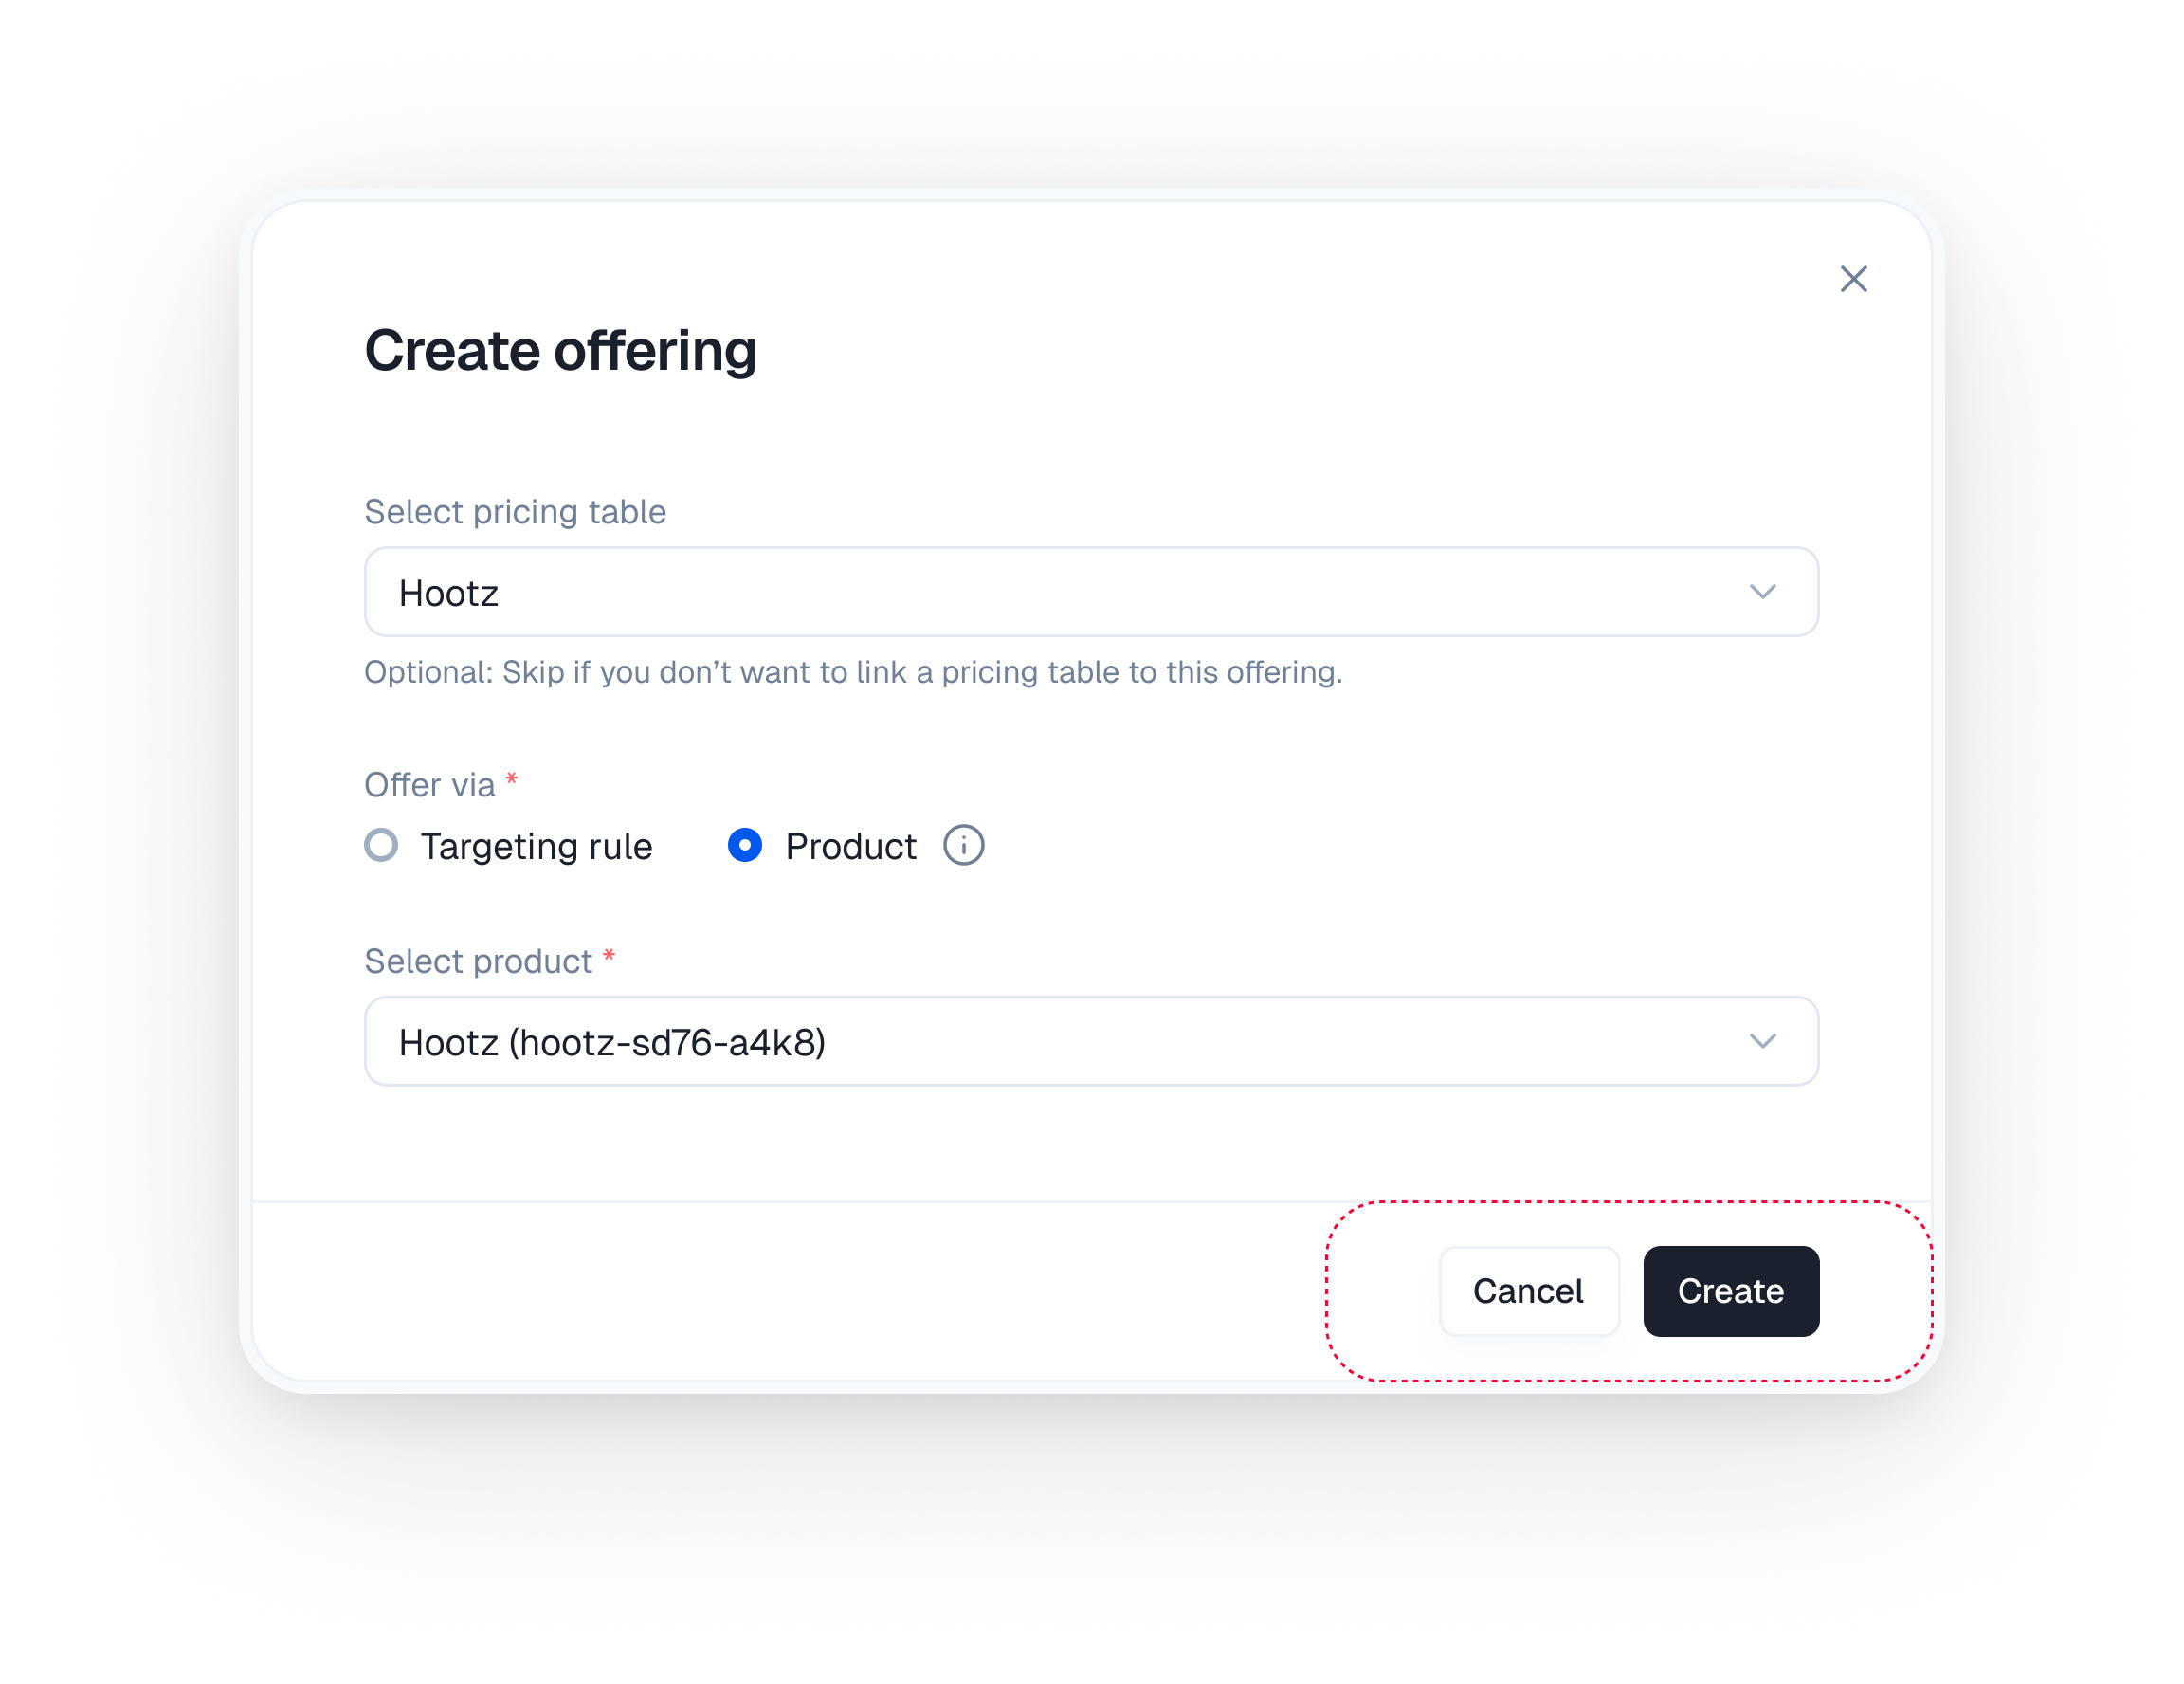 Create offering
Select pricing table
Hootz
Optional: Skip if you don’t want to link a pricing table to this offering.
Offer via *
Targeting rule
Product
Select product *
Hootz (hootz-sd76-a4k8)
Cancel
Create